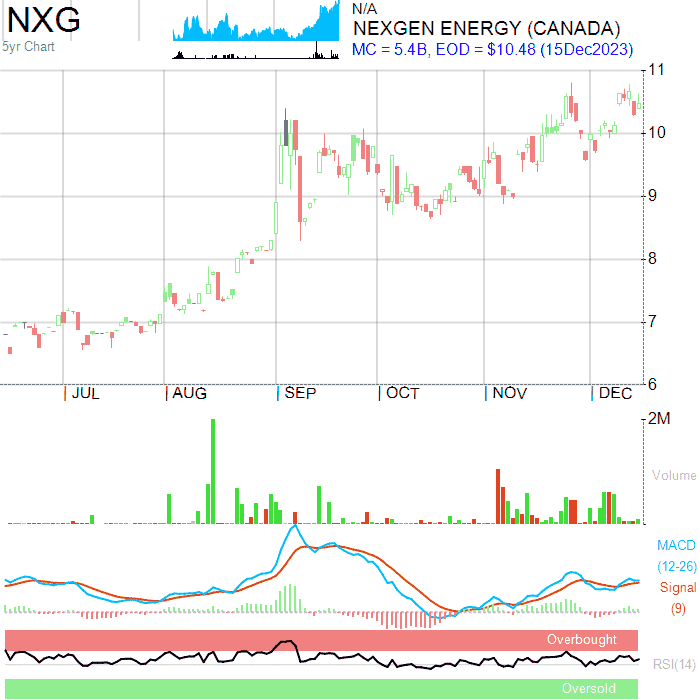 NXG
5yr Chart
N/A
NEXGEN ENERGY (CANADA)
MC = 5.4B, EOD = $10.48 (15Dec2023)
11
10
9
8
7
6
JUL AUG SEP OCT NOV DEC
2M
Volume
MACD
(12-26)
Signal
(9)
Overbought
RSI(14)
Oversold